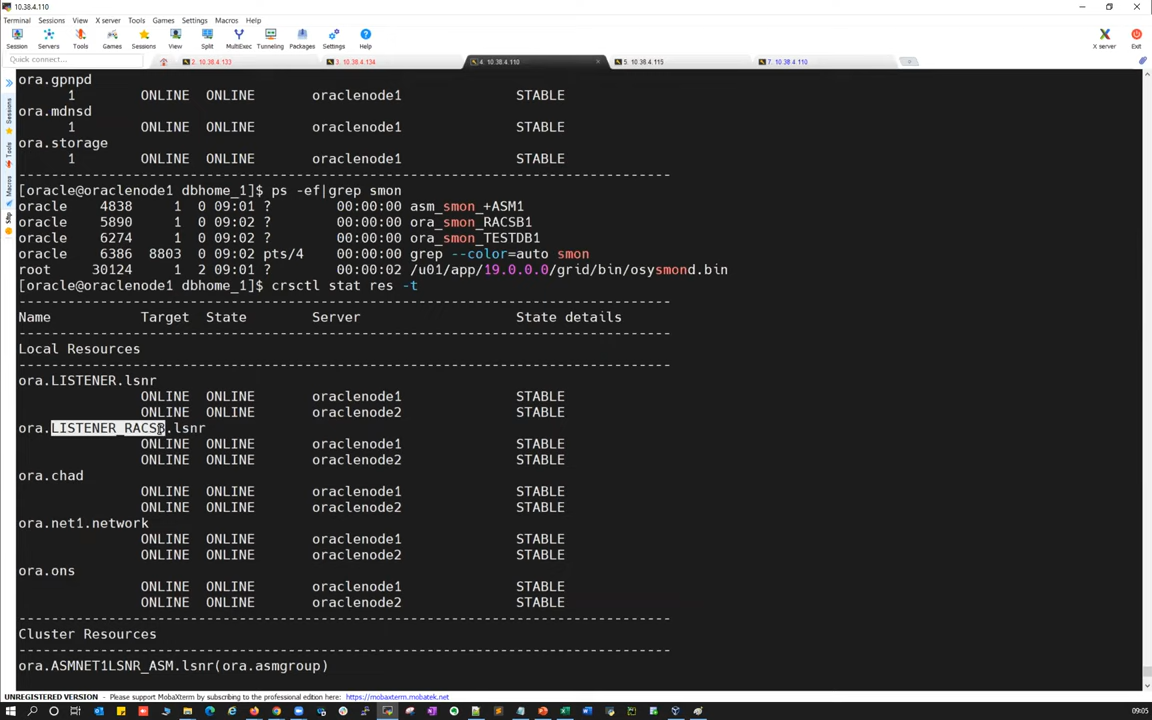 10.38.4.110
Terminal Sessions View X server Tools Games Settings Macros Help
Session Servers Tools Games Sessions View Split MultiExec Tunneling Packages Settings Help X server Exit
Quick connect... 2. 10.38.4.133 3. 10.38.4.134 4. 10.38.4.110 5. 10.38.4.115 7. 10.38.4.110
Sessions
Tools
Macros
Sftp
ora.gpnpd
1 ONLINE ONLINE oraclenode1 STABLE
ora.mdnsd
1 ONLINE ONLINE oraclenode1 STABLE
ora.storage
1 ONLINE ONLINE oraclenode1 STABLE
--------------------------------------------------------------------------------
[oracle@oraclenode1 dbhome_1]$ ps -ef|grep smon
oracle 4838 1 0 09:01 ? 00:00:00 asm_smon_+ASM1
oracle 5890 1 0 09:02 ? 00:00:00 ora_smon_RACSB1
oracle 6274 1 0 09:02 ? 00:00:00 ora_smon_TESTDB1
oracle 6386 8803 0 09:02 pts/4 00:00:00 grep --color=auto smon
root 30124 1 2 09:01 ? 00:00:02 /u01/app/19.0.0.0/grid/bin/osysmond.bin
[oracle@oraclenode1 dbhome_1]$ crsctl stat res -t
--------------------------------------------------------------------------------
Name Target State Server State details
--------------------------------------------------------------------------------
Local Resources
--------------------------------------------------------------------------------
ora.LISTENER.lsnr
ONLINE ONLINE oraclenode1 STABLE
ONLINE ONLINE oraclenode2 STABLE
ora.LISTENER_RACSB.lsnr
ONLINE ONLINE oraclenode1 STABLE
ONLINE ONLINE oraclenode2 STABLE
ora.chad
ONLINE ONLINE oraclenode1 STABLE
ONLINE ONLINE oraclenode2 STABLE
ora.net1.network
ONLINE ONLINE oraclenode1 STABLE
ONLINE ONLINE oraclenode2 STABLE
ora.ons
ONLINE ONLINE oraclenode1 STABLE
ONLINE ONLINE oraclenode2 STABLE
--------------------------------------------------------------------------------
Cluster Resources
--------------------------------------------------------------------------------
ora.ASMNET1LSNR_ASM.lsnr(ora.asmgroup)
UNREGISTERED VERSION - Please support MobaXterm by subscribing to the professional edition here: https://mobaxterm.mobatek.net
09:05